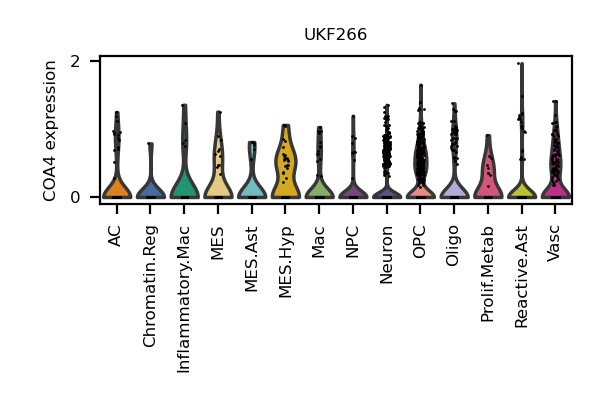 UKF266
COA4 expression
2
0
AC
Chromatin.Reg
Inflammatory.Mac
MES
MES.Ast
MES.Hyp
Mac
NPC
Neuron
OPC
Oligo
Prolif.Metab
Reactive.Ast
Vasc